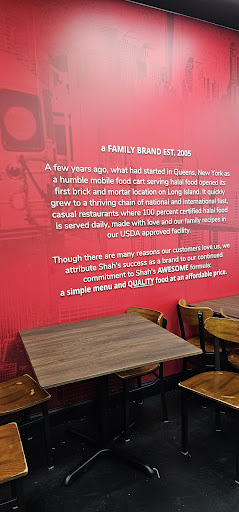 a FAMILY BRAND EST. 2005
A few years ago, what had started in Queens, New York as
a humble mobile food cart serving halal food opened its
first brick and mortar location on Long Island. It quickly
grew to a thriving chain of national and international fast,
casual restaurants where 100 percent certified halal food
is served daily, made with love and our family recipes in
our USDA approved facility.
Though there are many reasons our customers love us, we
attribute Shah's success as a brand to our continued
commitment to Shah's AWESOME formula:
a simple menu and QUALITY food at an affordable price.